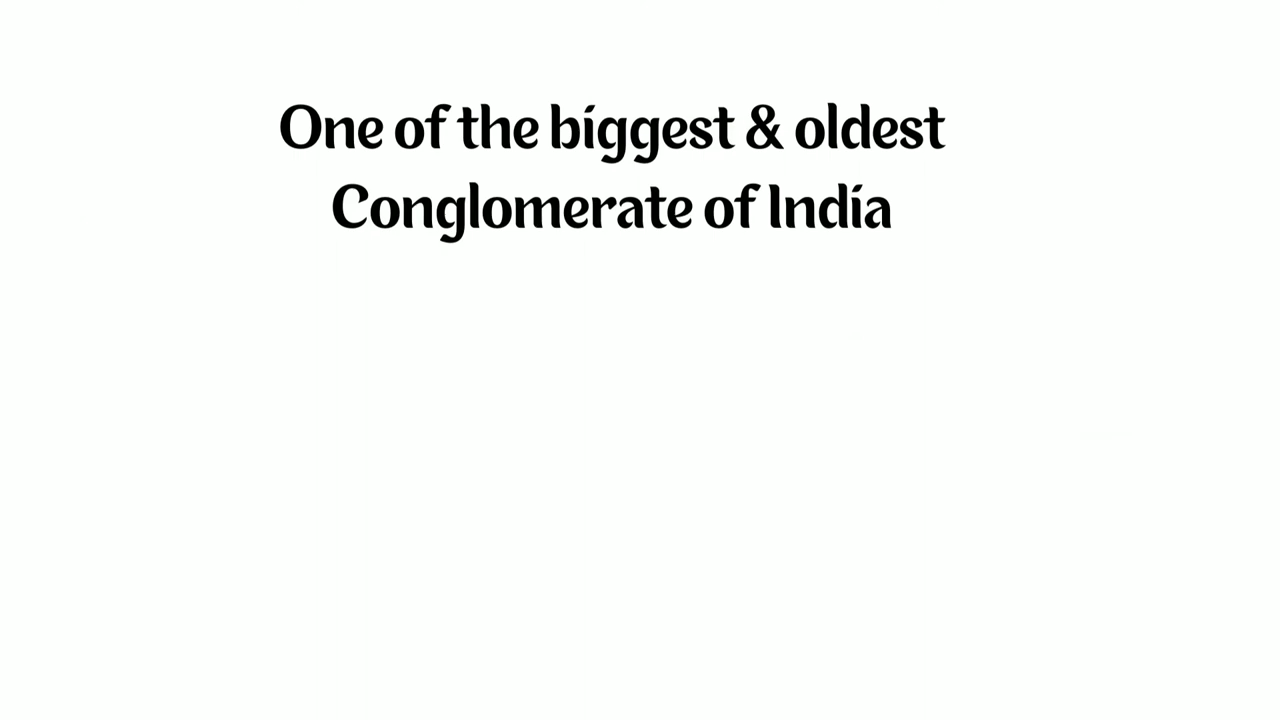 One of the biggest & oldest
Conglomerate of India